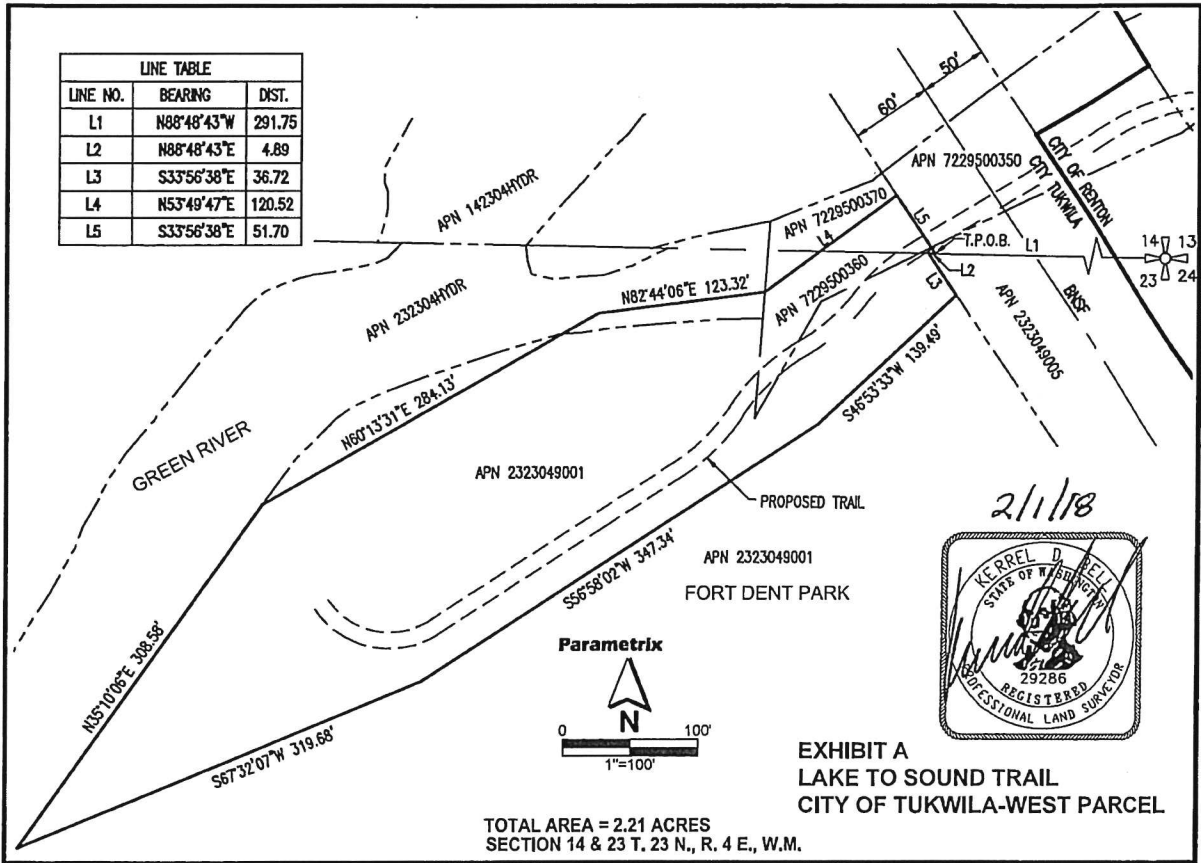 LINE TABLE
LINE NO. BEARING DIST.
L1 N88°48'43"W 291.75
L2 N88°48'43"E 4.89
L3 S33°56'38"E 36.72
L4 N53°49'47"E 120.52
L5 S33°56'38"E 51.70
60'
50'
APN 7229500350
CITY OF RENTON
CITY TUKWILA
APN 142304HYDR
APN 7229500370
L4
L5
T.P.O.B.
L1
14 13
23 24
L2
L3
APN 232304HYDR
N82°44'06"E 123.32'
APN 7229500360
BNSF
APN 2323049005
S46°53'33"W 139.49'
N60°13'31"E 284.13'
GREEN RIVER
APN 2323049001
PROPOSED TRAIL
S56°58'02"W 347.34'
APN 2323049001
FORT DENT PARK
N35°10'06"E 308.58'
S67°32'07"W 319.68'
Parametrix
N
0 100'
1"=100'
2/1/18
KERREL D. BELL
STATE OF WASHINGTON
29286
REGISTERED
PROFESSIONAL LAND SURVEYOR
EXHIBIT A
LAKE TO SOUND TRAIL
CITY OF TUKWILA-WEST PARCEL
TOTAL AREA = 2.21 ACRES
SECTION 14 & 23 T. 23 N., R. 4 E., W.M.